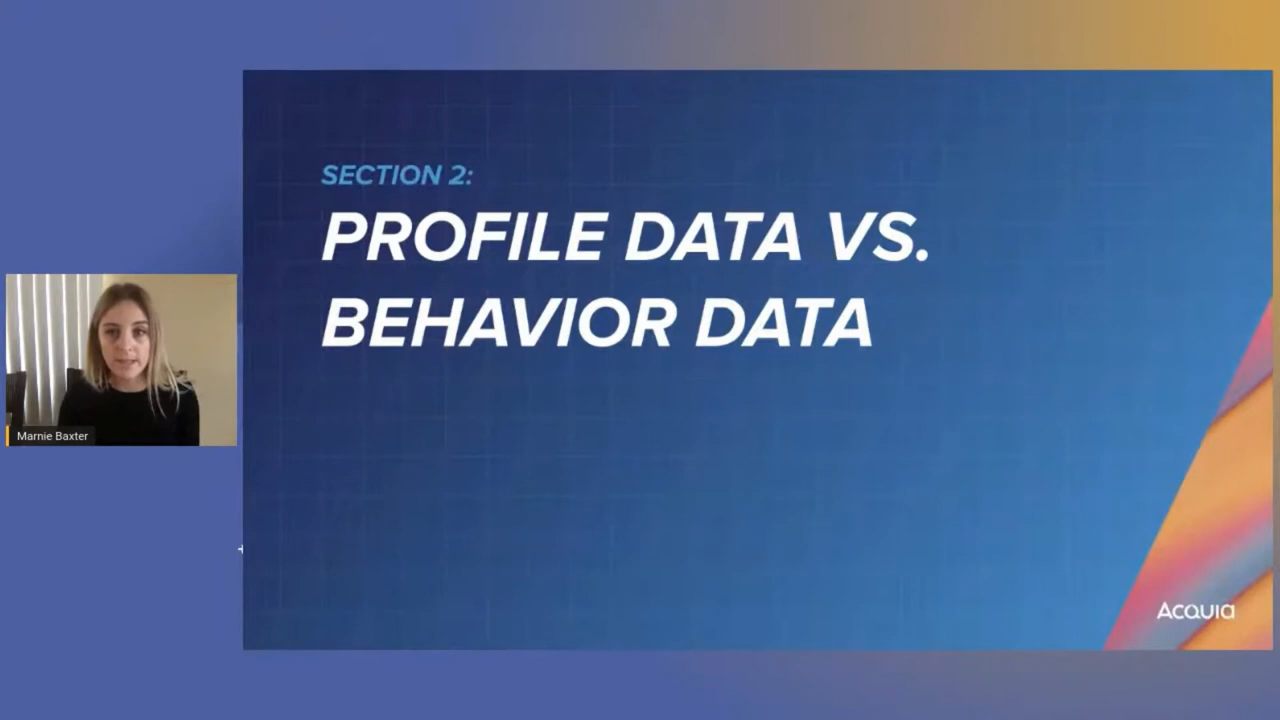 SECTION 2:
PROFILE DATA VS.
BEHAVIOR DATA
Marnie Baxter
Acquia